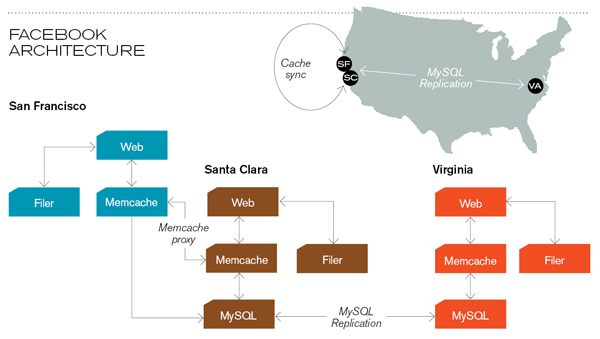 FACEBOOK
ARCHITECTURE
Cache
sync
SF
SC
MySQL
Replication
VA
San Francisco
Web
Filer
Memcache
Memcache
proxy
Santa Clara
Web
Memcache
Filer
MySQL
MySQL
Replication
Virginia
Web
Memcache
Filer
MySQL